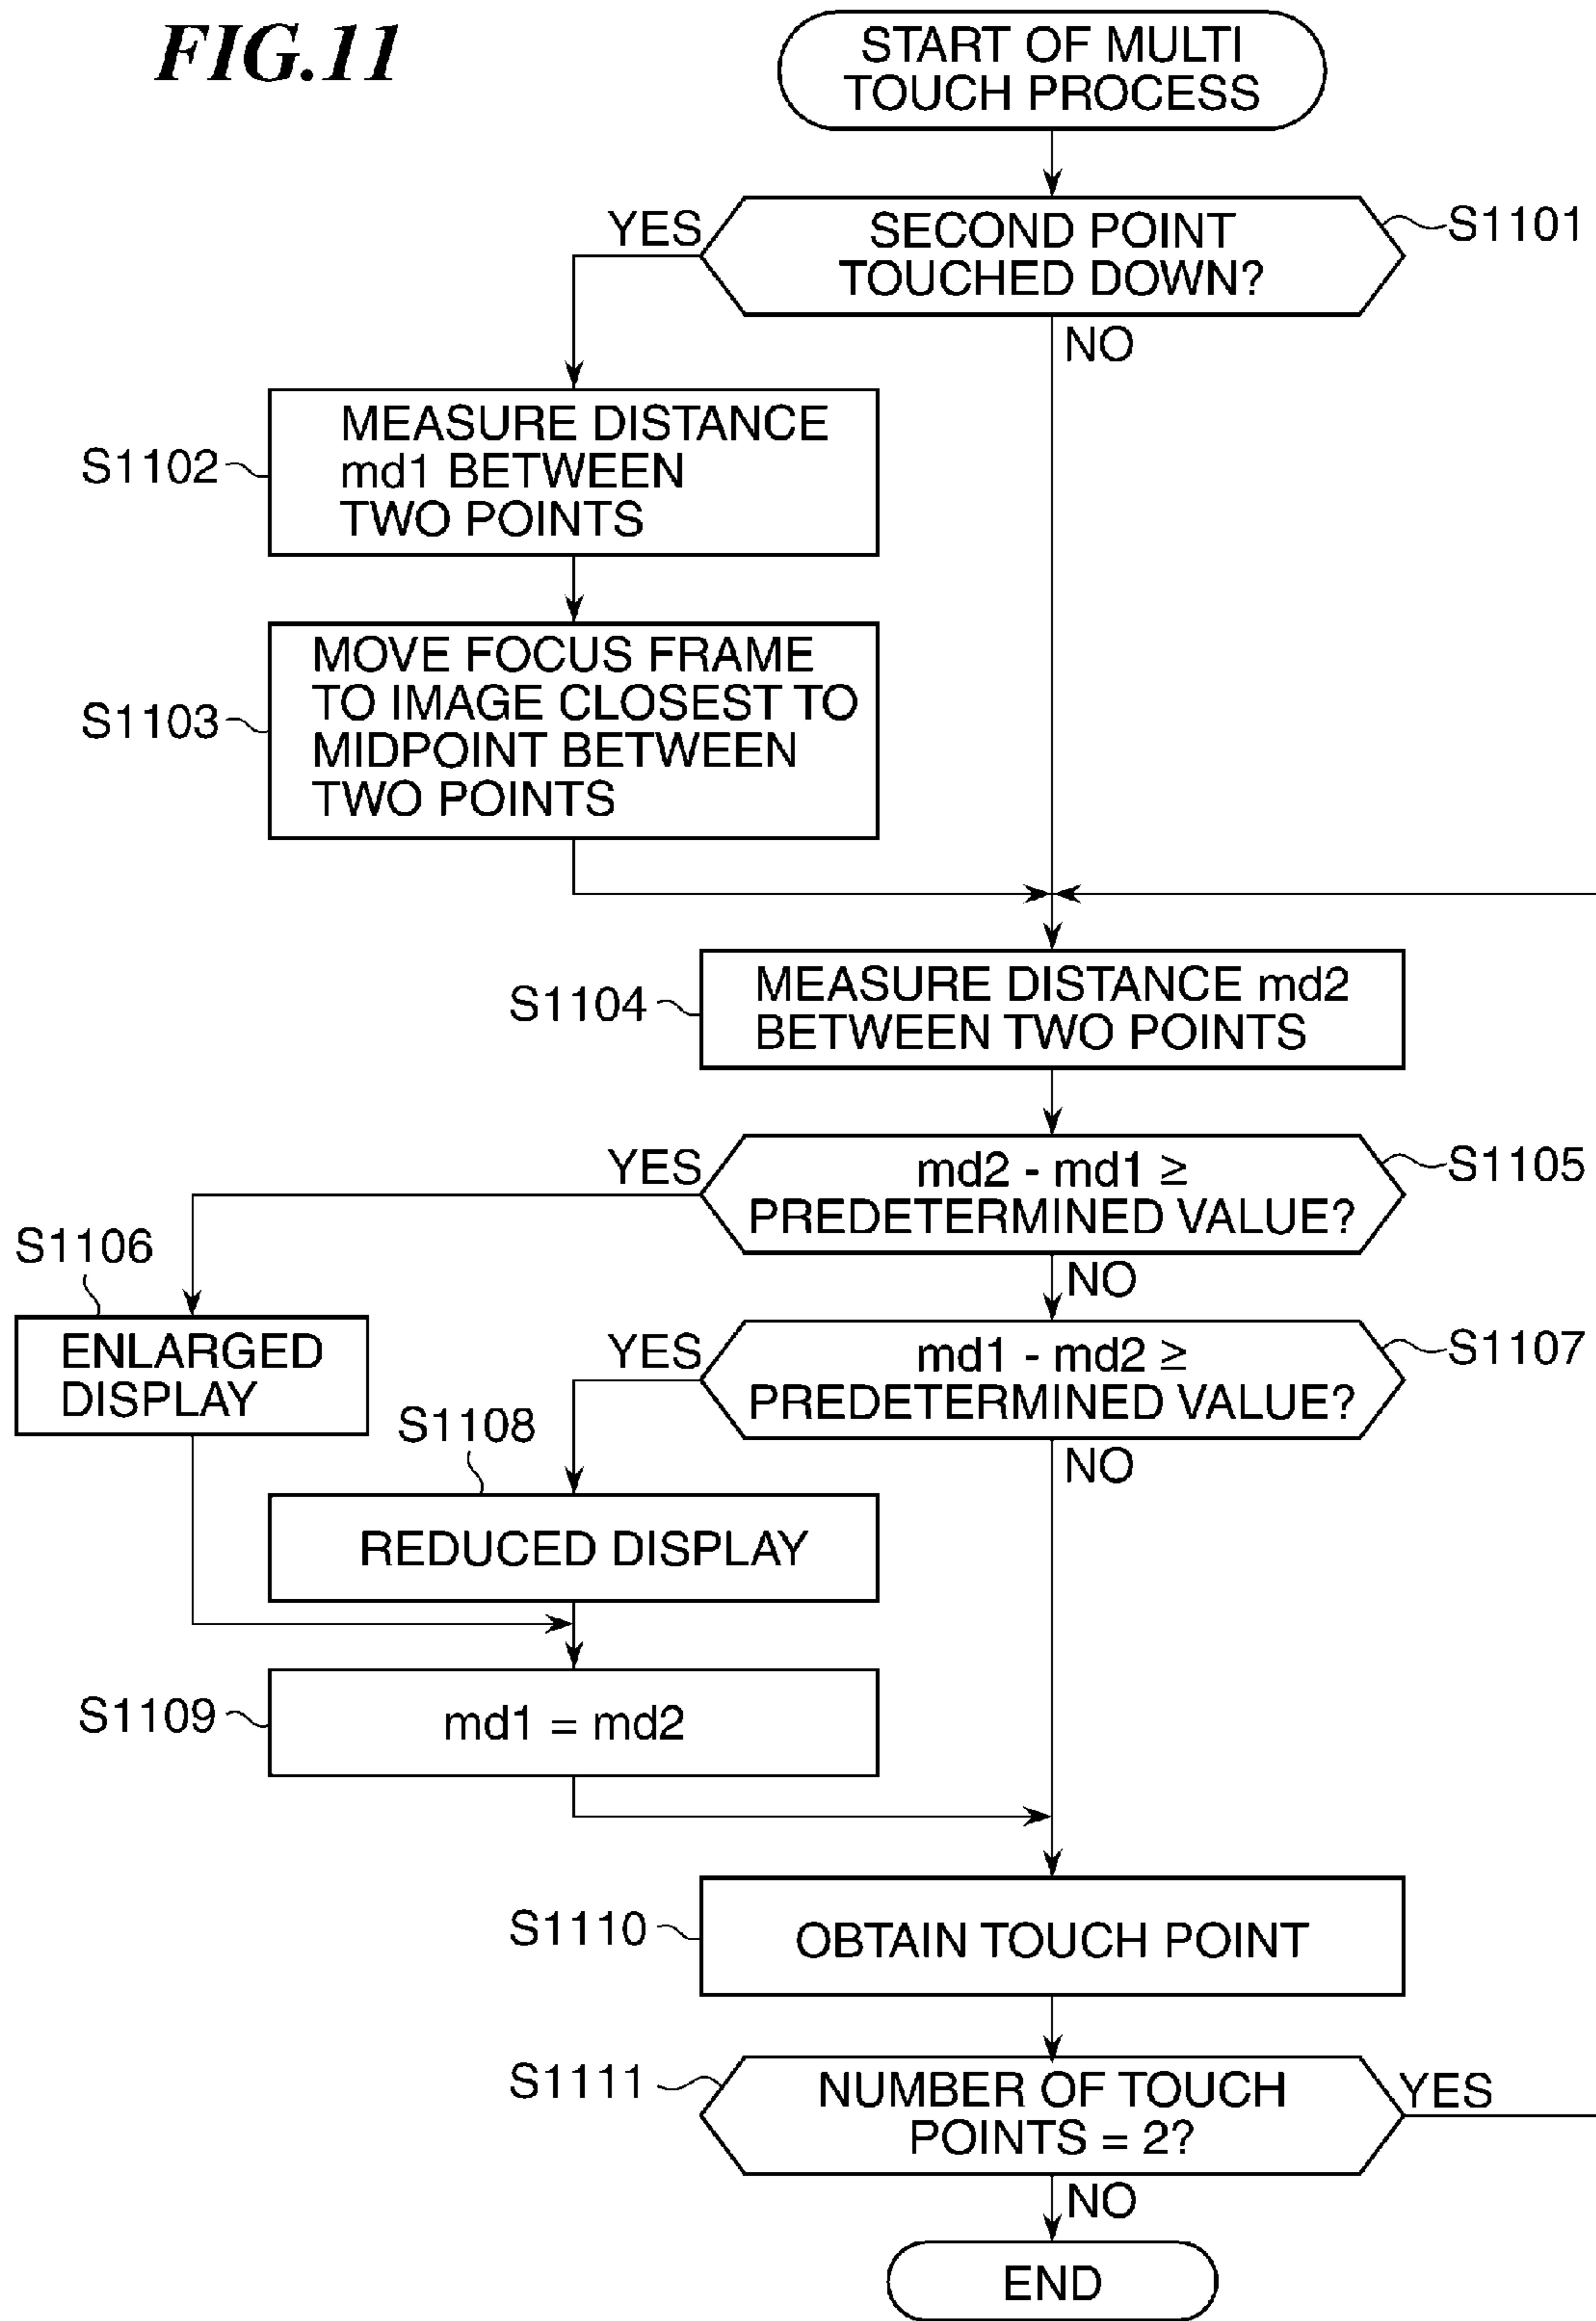 FIG.11
START OF MULTI
TOUCH PROCESS
YES
SECOND POINT
TOUCHED DOWN?
S1101
NO
S1102
MEASURE DISTANCE
md1 BETWEEN
TWO POINTS
S1103
MOVE FOCUS FRAME
TO IMAGE CLOSEST TO
MIDPOINT BETWEEN
TWO POINTS
S1104
MEASURE DISTANCE md2
BETWEEN TWO POINTS
YES
md2 - md1 ≥
PREDETERMINED VALUE?
S1105
NO
S1106
ENLARGED
DISPLAY
YES
md1 - md2 ≥
PREDETERMINED VALUE?
S1107
NO
S1108
REDUCED DISPLAY
S1109
md1 = md2
S1110
OBTAIN TOUCH POINT
S1111
NUMBER OF TOUCH
POINTS = 2?
YES
NO
END